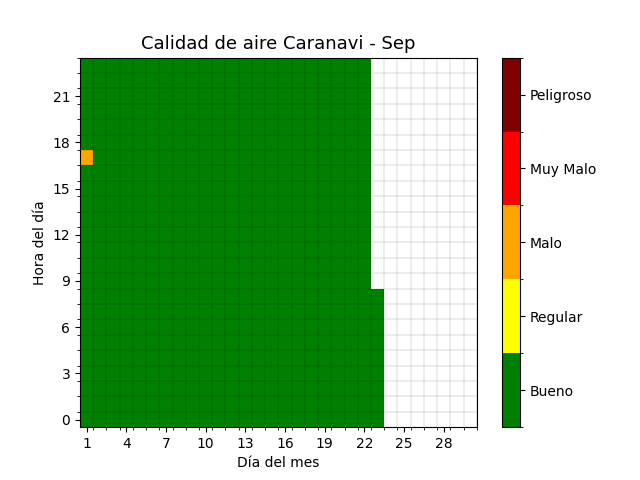 Calidad de aire Caranavi - Sep
Hora del día
21
18
15
12
9
6
3
0
1 4 7 10 13 16 19 22 25 28
Día del mes
Peligroso
Muy Malo
Malo
Regular
Bueno